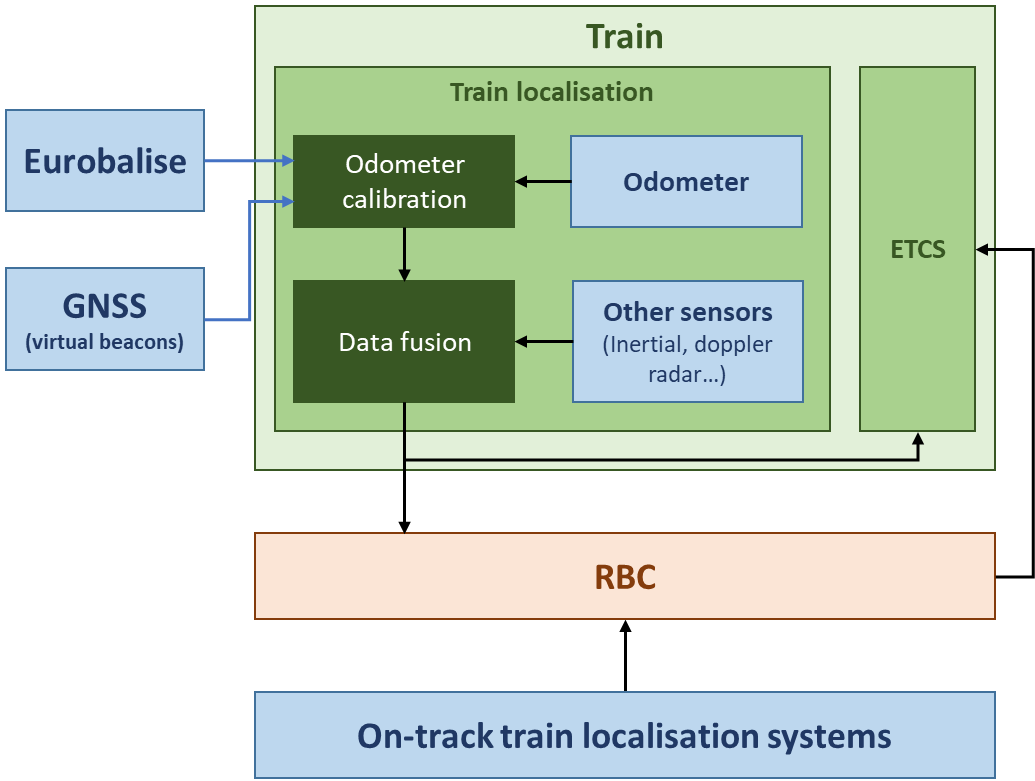 Train
Train localisation
Eurobalise
Odometer
calibration
Odometer
ETCS
GNSS
(virtual beacons)
Data fusion
Other sensors
(Inertial, doppler
radar...)
RBC
On-track train localisation systems